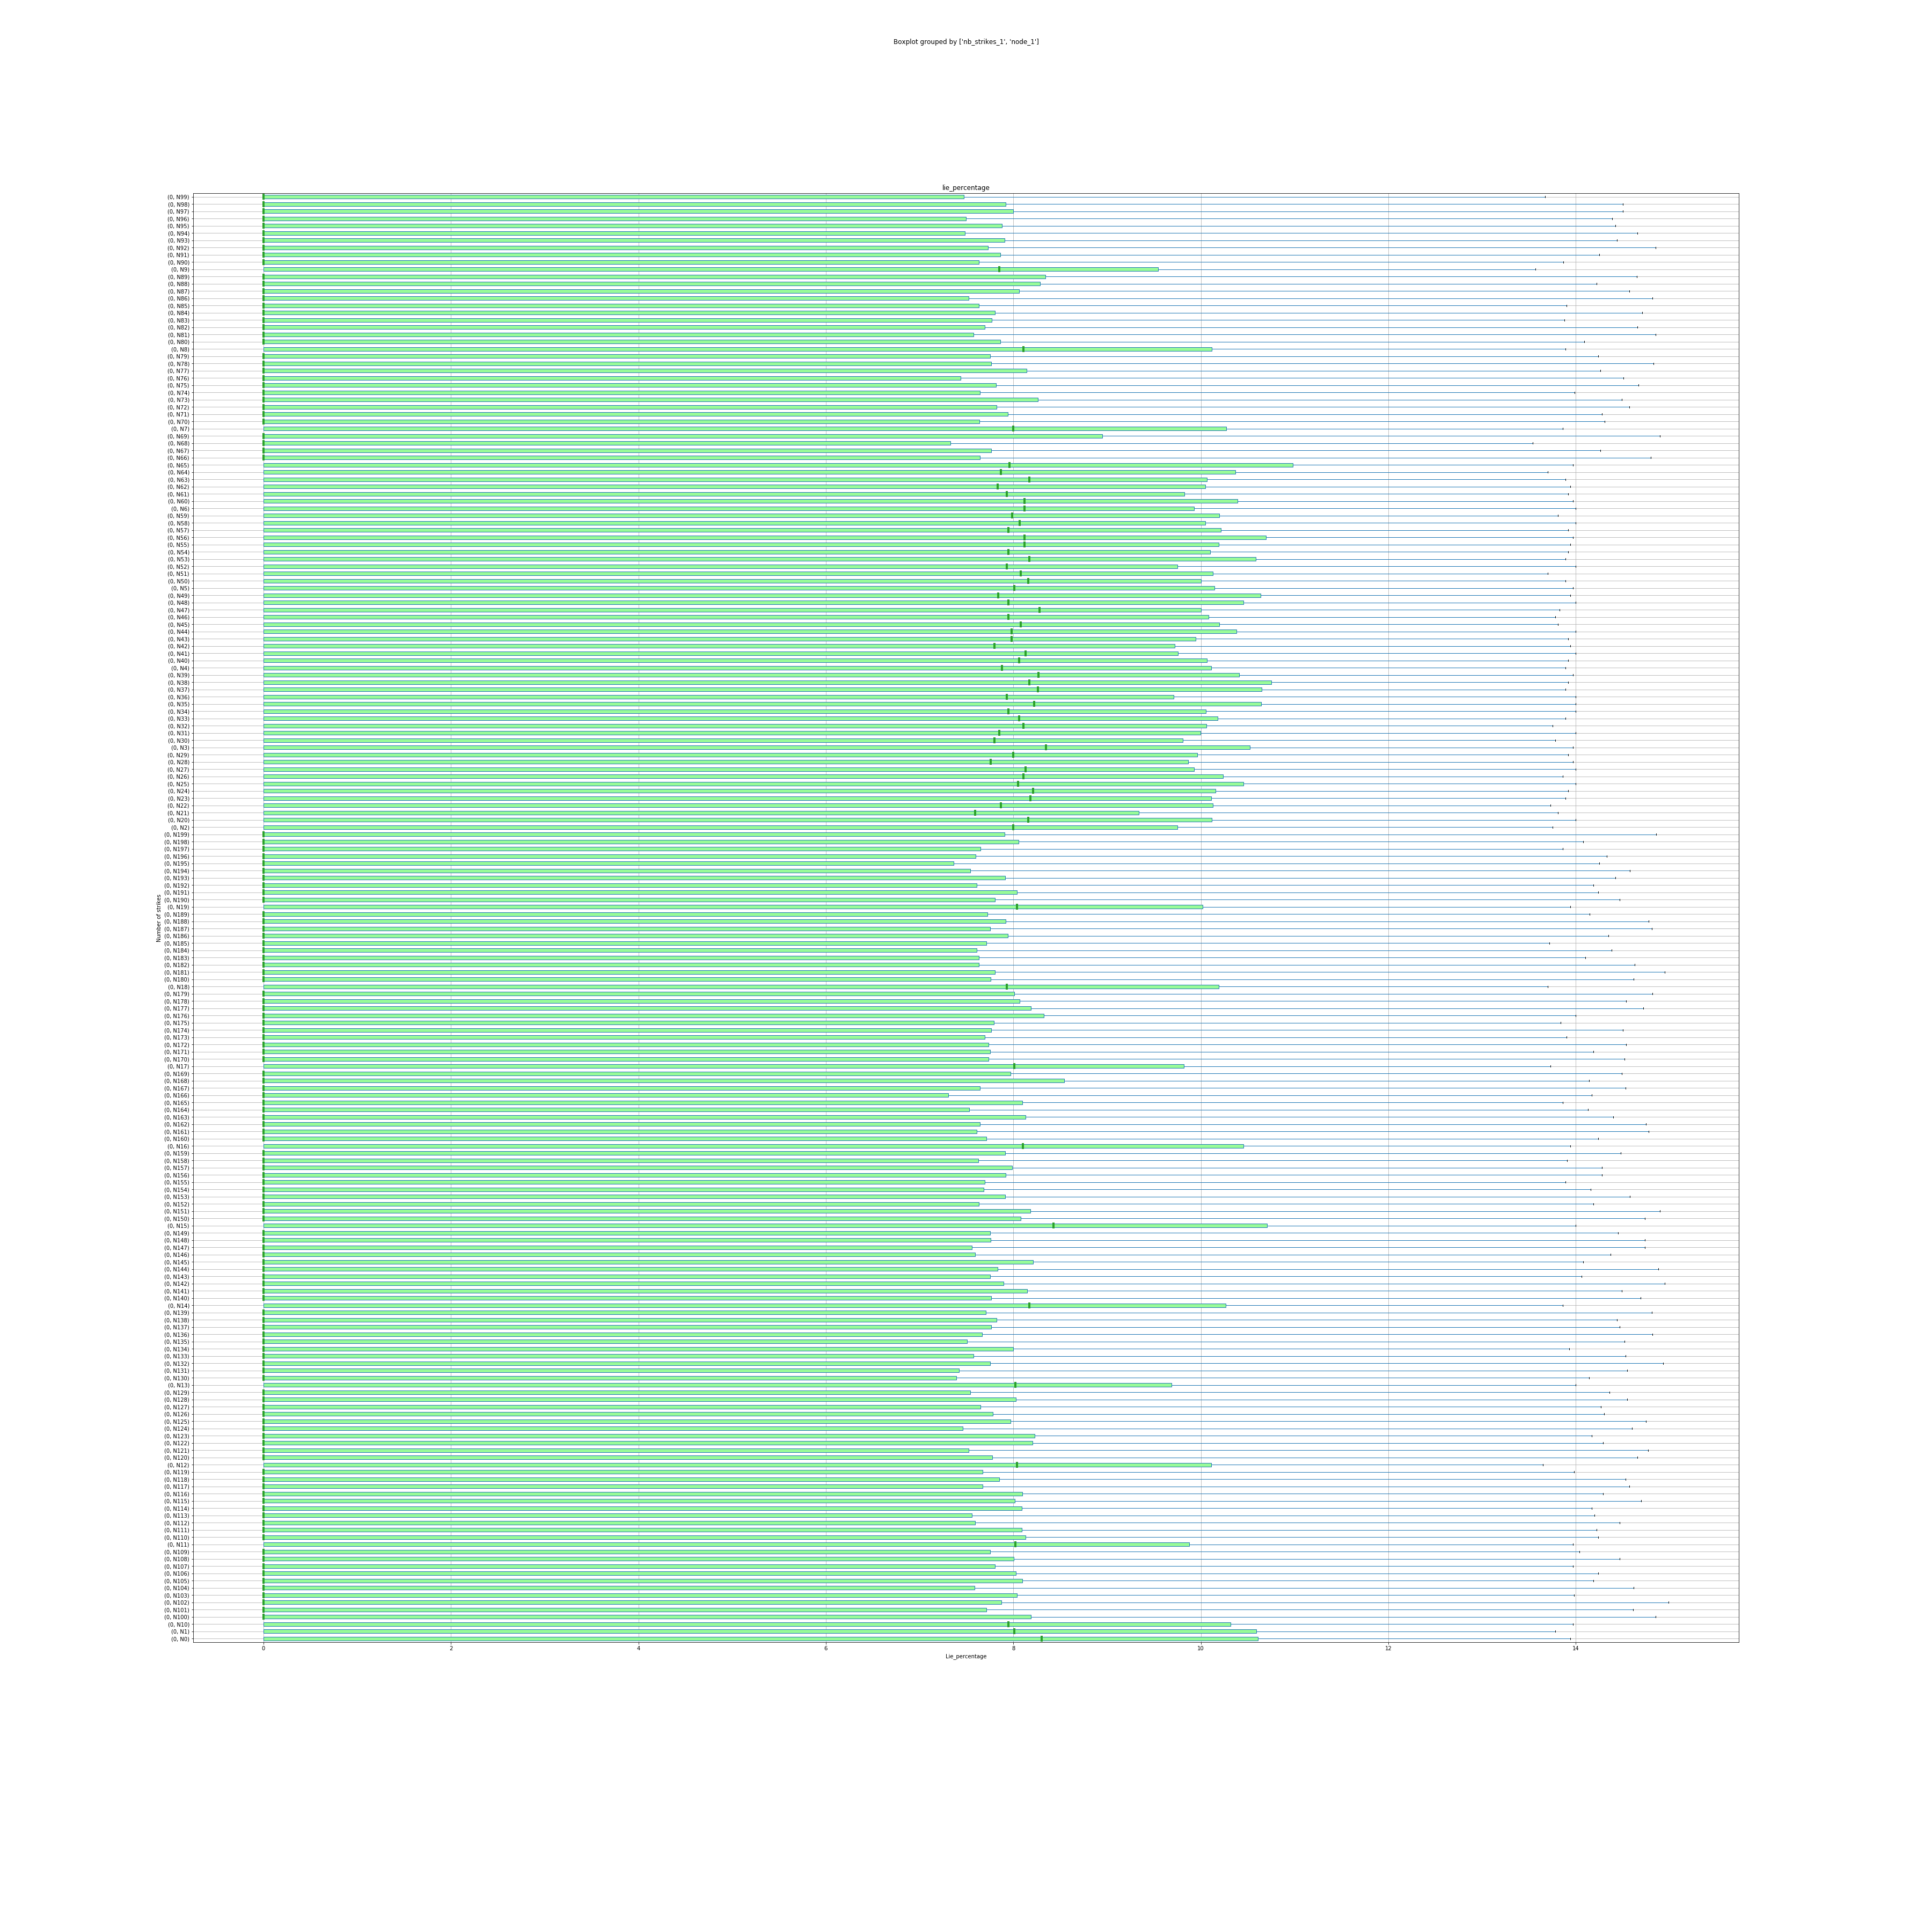 Boxplot grouped by ['nb_strikes_1', 'node_1']
lie_percentage
(0, N99)
(0, N98)
(0, N97)
(0, N96)
(0, N95)
(0, N94)
(0, N93)
(0, N92)
(0, N91)
(0, N90)
(0, N9)
(0, N89)
(0, N88)
(0, N87)
(0, N86)
(0, N85)
(0, N84)
(0, N83)
(0, N82)
(0, N81)
(0, N80)
(0, N8)
(0, N79)
(0, N78)
(0, N77)
(0, N76)
(0, N75)
(0, N74)
(0, N73)
(0, N72)
(0, N71)
(0, N70)
(0, N7)
(0, N69)
(0, N68)
(0, N67)
(0, N66)
(0, N65)
(0, N64)
(0, N63)
(0, N62)
(0, N61)
(0, N60)
(0, N6)
(0, N59)
(0, N58)
(0, N57)
(0, N56)
(0, N55)
(0, N54)
(0, N53)
(0, N52)
(0, N51)
(0, N50)
(0, N5)
(0, N49)
(0, N48)
(0, N47)
(0, N46)
(0, N45)
(0, N44)
(0, N43)
(0, N42)
(0, N41)
(0, N40)
(0, N4)
(0, N39)
(0, N38)
(0, N37)
(0, N36)
(0, N35)
(0, N34)
(0, N33)
(0, N32)
(0, N31)
(0, N30)
(0, N3)
(0, N29)
(0, N28)
(0, N27)
(0, N26)
(0, N25)
(0, N24)
(0, N23)
(0, N22)
(0, N21)
(0, N20)
(0, N2)
(0, N199)
(0, N198)
(0, N197)
(0, N196)
(0, N195)
(0, N194)
(0, N193)
(0, N192)
(0, N191)
(0, N190)
(0, N19)
(0, N189)
(0, N188)
(0, N187)
(0, N186)
(0, N185)
(0, N184)
(0, N183)
(0, N182)
(0, N181)
(0, N180)
(0, N18)
(0, N179)
(0, N178)
(0, N177)
(0, N176)
(0, N175)
(0, N174)
(0, N173)
(0, N172)
(0, N171)
(0, N170)
(0, N17)
(0, N169)
(0, N168)
(0, N167)
(0, N166)
(0, N165)
(0, N164)
(0, N163)
(0, N162)
(0, N161)
(0, N160)
(0, N16)
(0, N159)
(0, N158)
(0, N157)
(0, N156)
(0, N155)
(0, N154)
(0, N153)
(0, N152)
(0, N151)
(0, N150)
(0, N15)
(0, N149)
(0, N148)
(0, N147)
(0, N146)
(0, N145)
(0, N144)
(0, N143)
(0, N142)
(0, N141)
(0, N140)
(0, N14)
(0, N139)
(0, N138)
(0, N137)
(0, N136)
(0, N135)
(0, N134)
(0, N133)
(0, N132)
(0, N131)
(0, N130)
(0, N13)
(0, N129)
(0, N128)
(0, N127)
(0, N126)
(0, N125)
(0, N124)
(0, N123)
(0, N122)
(0, N121)
(0, N120)
(0, N12)
(0, N119)
(0, N118)
(0, N117)
(0, N116)
(0, N115)
(0, N114)
(0, N113)
(0, N112)
(0, N111)
(0, N110)
(0, N11)
(0, N109)
(0, N108)
(0, N107)
(0, N106)
(0, N105)
(0, N104)
(0, N103)
(0, N102)
(0, N101)
(0, N100)
(0, N10)
(0, N1)
(0, N0)
Number of strikes
0 2 4 6 8 10 12 14
Lie_percentage